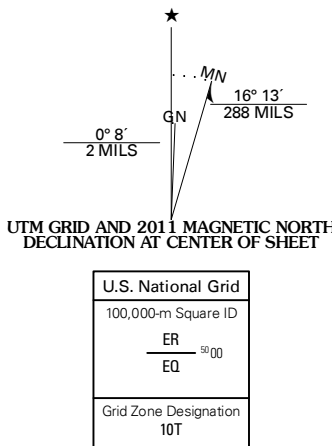 ★
MN
GN
16° 13´
288 MILS
0° 8´
2 MILS
UTM GRID AND 2011 MAGNETIC NORTH
DECLINATION AT CENTER OF SHEET
U.S. National Grid
100,000-m Square ID
ER
5000
EQ
Grid Zone Designation
10T